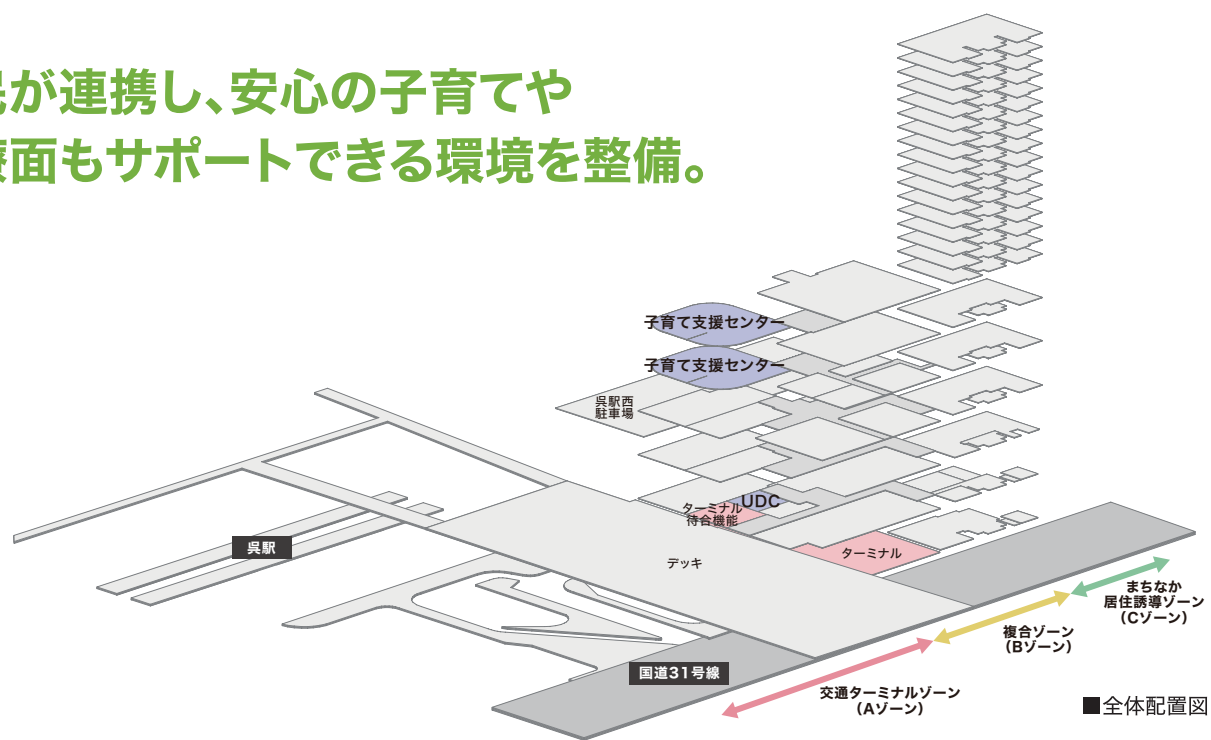 が連携し、安心の子育てや
面もサポートできる環境を整備。
子育て支援センター
子育て支援センター
呉駅西
駐車場
UDC
ターミナル
待合機能
ターミナル
デッキ
呉駅
国道31号線
まちなか
居住誘導ゾーン
（Cゾーン）
複合ゾーン
（Bゾーン）
交通ターミナルゾーン
（Aゾーン）
■全体配置図